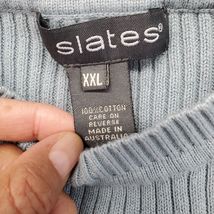 slates®
XXL
100% COTTON
CARE ON
REVERSE
MADE IN
AUSTRALIA